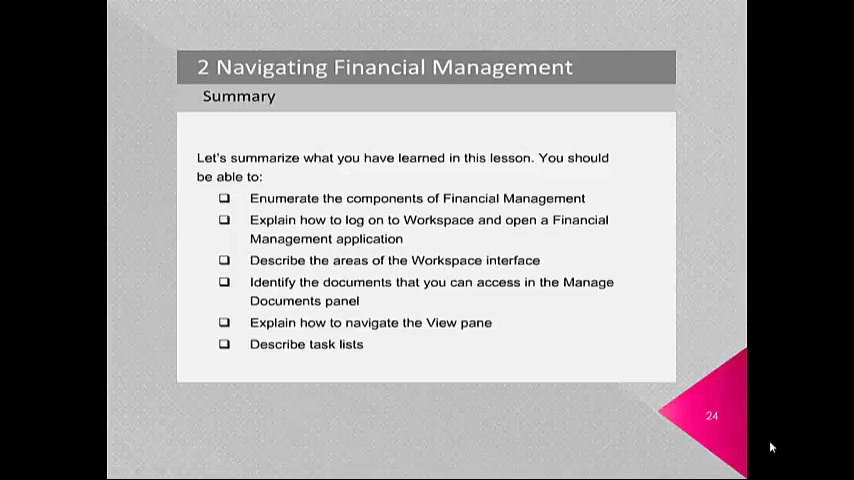 2 Navigating Financial Management
Summary
Let's summarize what you have learned in this lesson. You should
be able to:
❑ Enumerate the components of Financial Management
❑ Explain how to log on to Workspace and open a Financial
Management application
❑ Describe the areas of the Workspace interface
❑ Identify the documents that you can access in the Manage
Documents panel
❑ Explain how to navigate the View pane
❑ Describe task lists
24